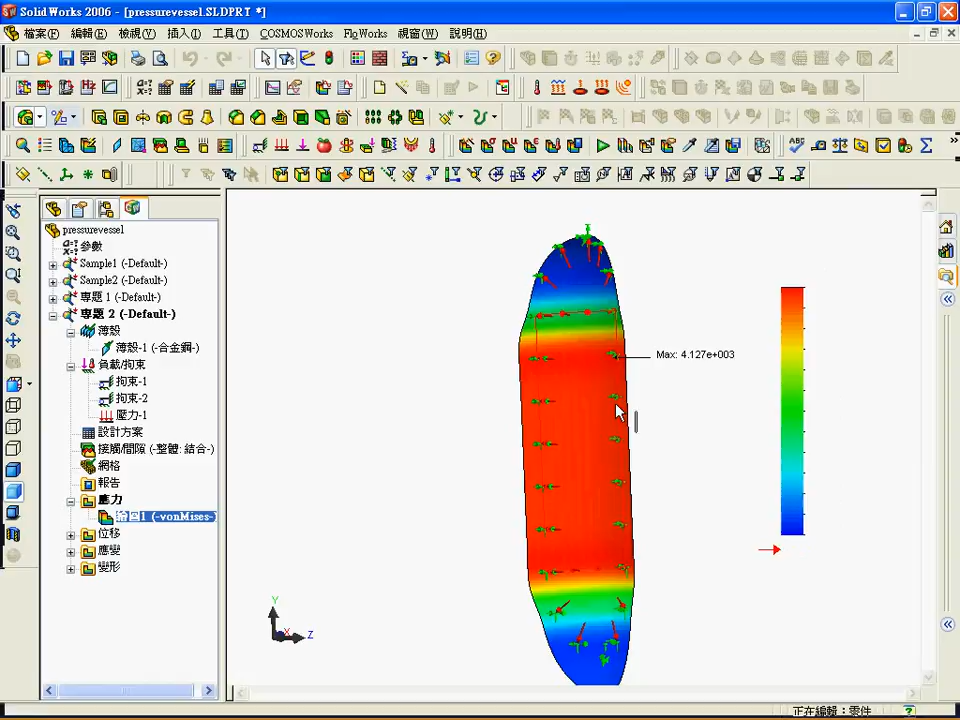 SolidWorks 2006 - [pressurevessel.SLDPRT *]
檔案(F) 編輯(E) 檢視(V) 插入(I) 工具(T) COSMOSWorks FloWorks 視窗(W) 說明(H)
pressurevessel
參數
Sample1 (-Default-)
Sample2 (-Default-)
專題 1 (-Default-)
專題 2 (-Default-)
薄殼
薄殼-1 (-合金鋼-)
負載/拘束
拘束-1
拘束-2
壓力-1
設計方案
接觸/間隙 (-整體: 結合-)
網格
報告
應力
繪圖1 (-vonMises-)
位移
應變
變形
Max: 4.127e+003
Y
X
Z
正在編輯：零件